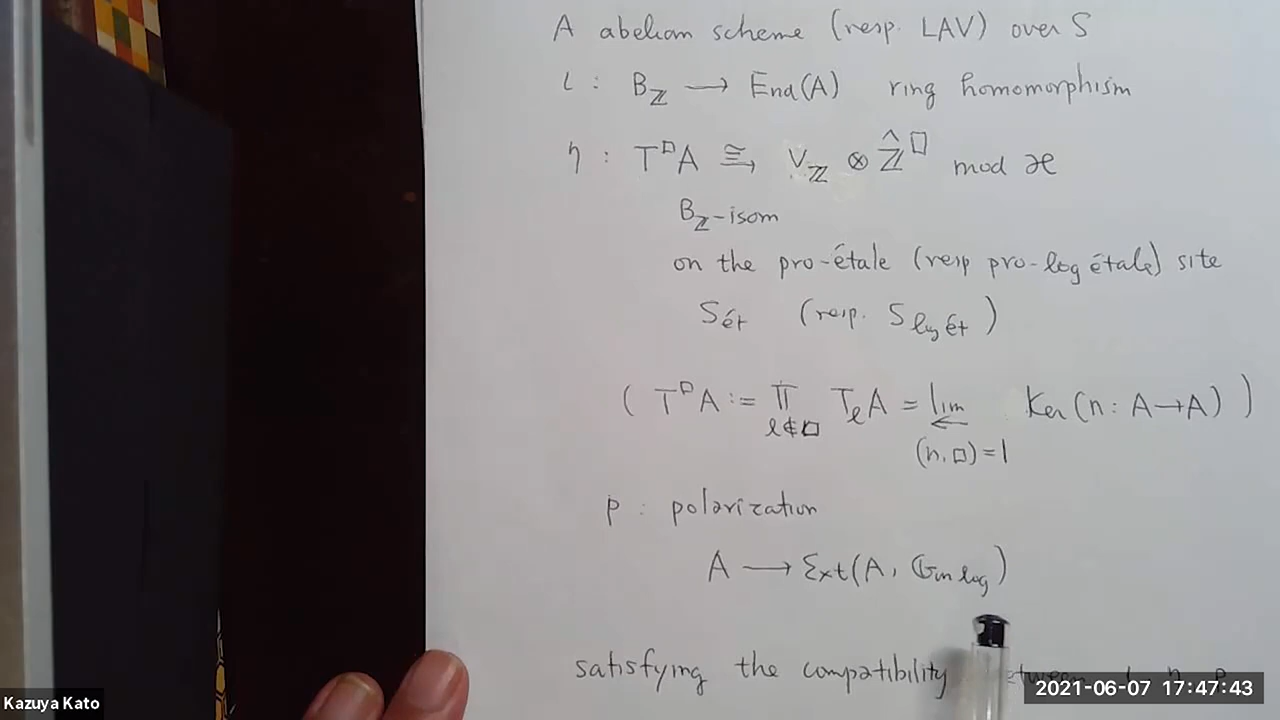 A abelian scheme (resp. LAV) over S
ι : B_ℤ → End(A) ring homomorphism
η : T^□A ≅→ V_ℤ ⊗ Ẑ^□ mod ϰ
B_ℤ-isom
on the pro-étale (resp pro-log étale) site
S_ét (resp. S_log ét)
( T^□A := ∏_{ℓ∉□} T_ℓA = lim_← _{(n,□)=1} Ker(n : A→A) )
p : polarization
A → Ext(A, 𝔾_m log)
satisfying the compatibility between
Kazuya Kato
2021-06-07 17:47:43